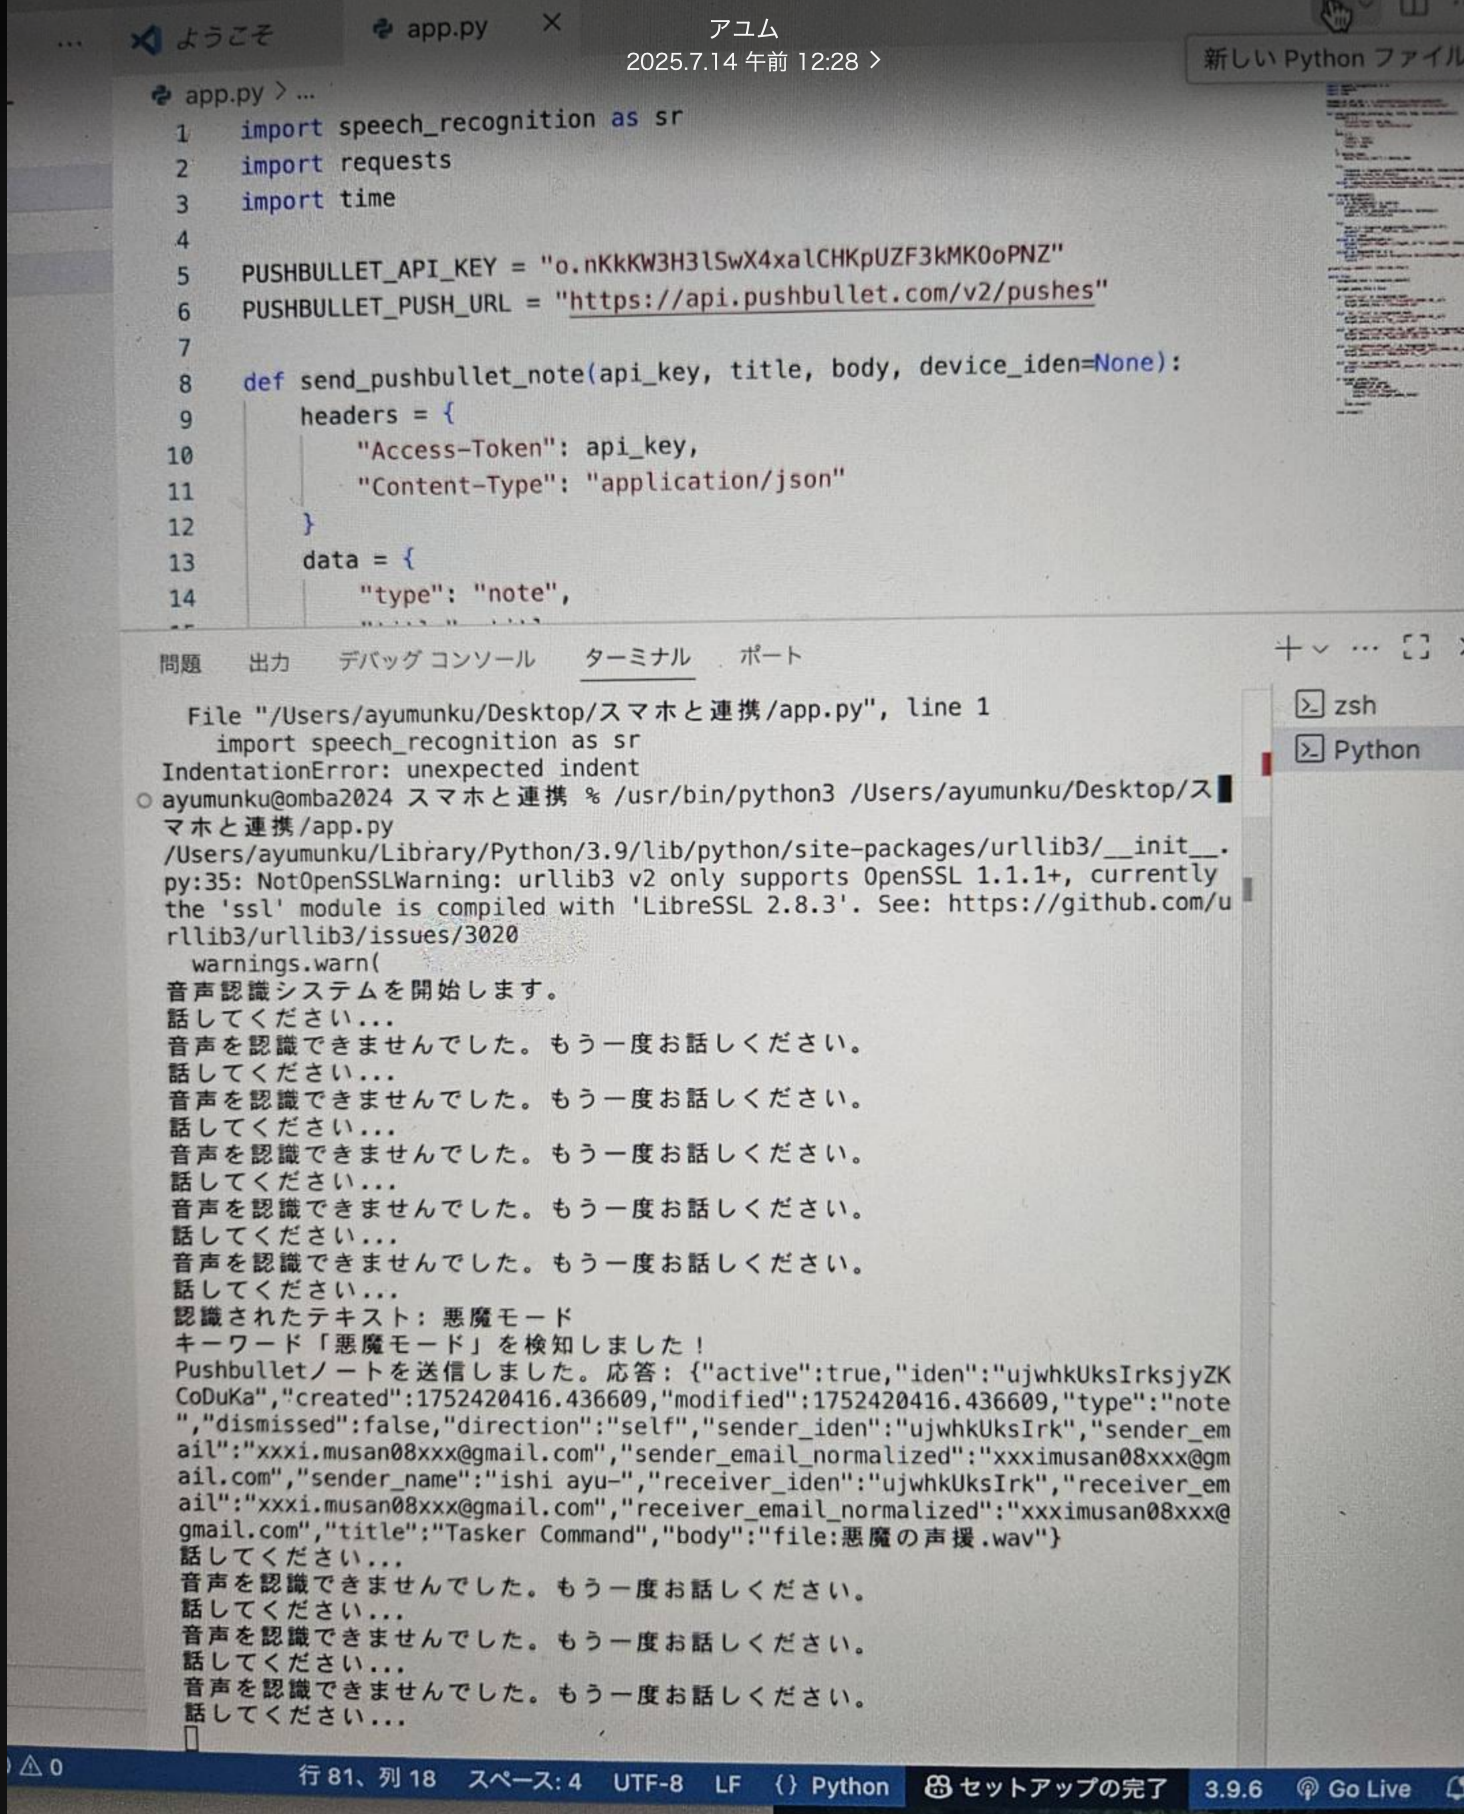 アユム
2025.7.14 午前 12:28 >
… ようこそ app.py ×
新しい Python ファイル
app.py > ...
1 import speech_recognition as sr
2 import requests
3 import time
4
5 PUSHBULLET_API_KEY = "o.nKkKW3H3lSwX4xalCHKpUZF3kMKOoPNZ"
6 PUSHBULLET_PUSH_URL = "https://api.pushbullet.com/v2/pushes"
7
8 def send_pushbullet_note(api_key, title, body, device_iden=None):
9 headers = {
10 "Access-Token": api_key,
11 "Content-Type": "application/json"
12 }
13 data = {
14 "type": "note",
問題 出力 デバッグ コンソール ターミナル ポート
zsh
Python
File "/Users/ayumunku/Desktop/スマホと連携/app.py", line 1
import speech_recognition as sr
IndentationError: unexpected indent
ayumunku@omba2024 スマホと連携 % /usr/bin/python3 /Users/ayumunku/Desktop/ス
マホと連携/app.py
/Users/ayumunku/Library/Python/3.9/lib/python/site-packages/urllib3/__init__.
py:35: NotOpenSSLWarning: urllib3 v2 only supports OpenSSL 1.1.1+, currently
the 'ssl' module is compiled with 'LibreSSL 2.8.3'. See: https://github.com/u
rllib3/urllib3/issues/3020
warnings.warn(
音声認識システムを開始します。
話してください...
音声を認識できませんでした。もう一度お話しください。
話してください...
音声を認識できませんでした。もう一度お話しください。
話してください...
音声を認識できませんでした。もう一度お話しください。
話してください...
音声を認識できませんでした。もう一度お話しください。
話してください...
音声を認識できませんでした。もう一度お話しください。
話してください...
認識されたテキスト: 悪魔モード
キーワード「悪魔モード」を検知しました！
Pushbulletノートを送信しました。応答: {"active":true,"iden":"ujwhkUksIrksjyZK
CoDuKa","created":1752420416.436609,"modified":1752420416.436609,"type":"note
","dismissed":false,"direction":"self","sender_iden":"ujwhkUksIrk","sender_em
ail":"xxxi.musan08xxx@gmail.com","sender_email_normalized":"xxximusan08xxx@gm
ail.com","sender_name":"ishi ayu-","receiver_iden":"ujwhkUksIrk","receiver_em
ail":"xxxi.musan08xxx@gmail.com","receiver_email_normalized":"xxximusan08xxx@
gmail.com","title":"Tasker Command","body":"file:悪魔の声援.wav"}
話してください...
音声を認識できませんでした。もう一度お話しください。
話してください...
音声を認識できませんでした。もう一度お話しください。
話してください...
音声を認識できませんでした。もう一度お話しください。
話してください...
0 行 81、列 18 スペース: 4 UTF-8 LF {} Python セットアップの完了 3.9.6 Go Live